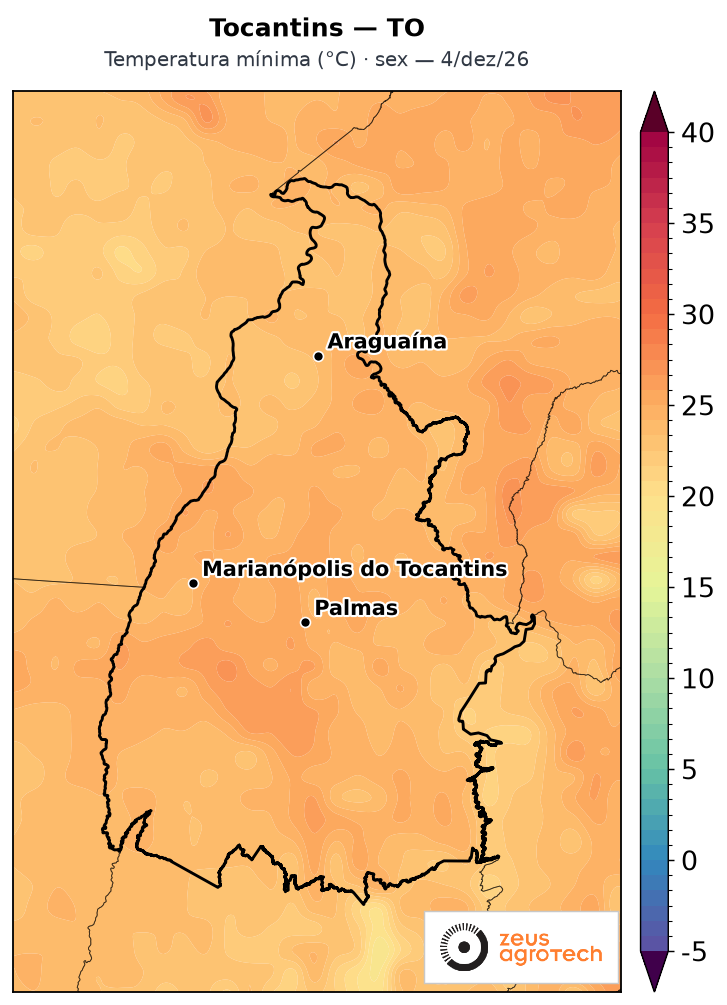 Tocantins — TO
Temperatura mínima (°C) · sex — 4/dez/26
40
35
30
25
20
15
10
5
0
-5
Araguaína
Marianópolis do Tocantins
Palmas
zeus
agrotech